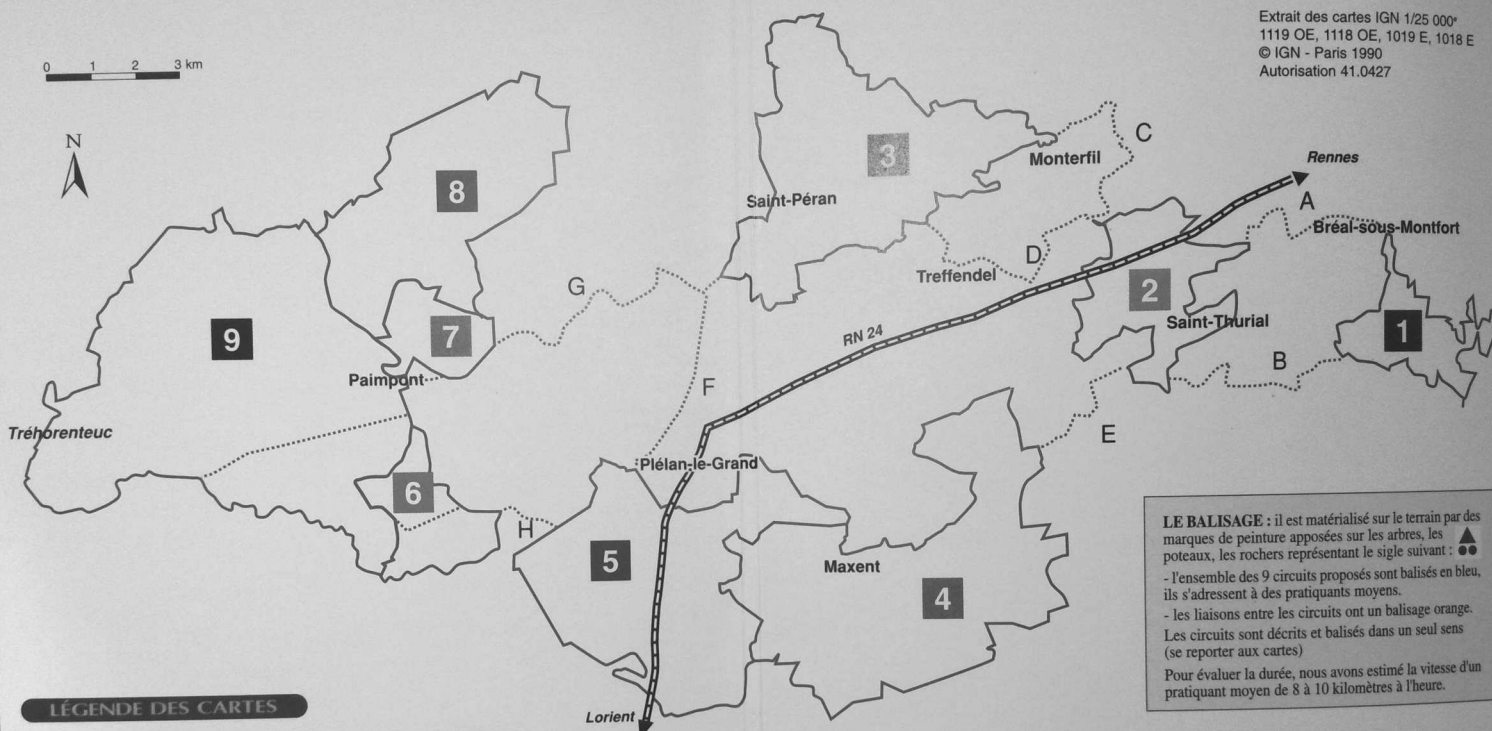 Extrait des cartes IGN 1/25 000e
1119 OE, 1118 OE, 1019 E, 1018 E
© IGN - Paris 1990
Autorisation 41.0427
0 1 2 3 km
N
C
3
Monterfil
Rennes
8
A
Saint-Péran
Bréal-sous-Montfort
D
Treffendel
G
2
Saint-Thurial
1
9
7
RN 24
B
Paimpont
F
Tréhorenteuc
E
Plélan-le-Grand
6
H
5
Maxent
4
LE BALISAGE : il est matérialisé sur le terrain par des
marques de peinture apposées sur les arbres, les
poteaux, les rochers représentant le sigle suivant :
- l'ensemble des 9 circuits proposés sont balisés en bleu,
ils s'adressent à des pratiquants moyens.
- les liaisons entre les circuits ont un balisage orange.
Les circuits sont décrits et balisés dans un seul sens
(se reporter aux cartes)
Pour évaluer la durée, nous avons estimé la vitesse d'un
pratiquant moyen de 8 à 10 kilomètres à l'heure.
LÉGENDE DES CARTES
Lorient